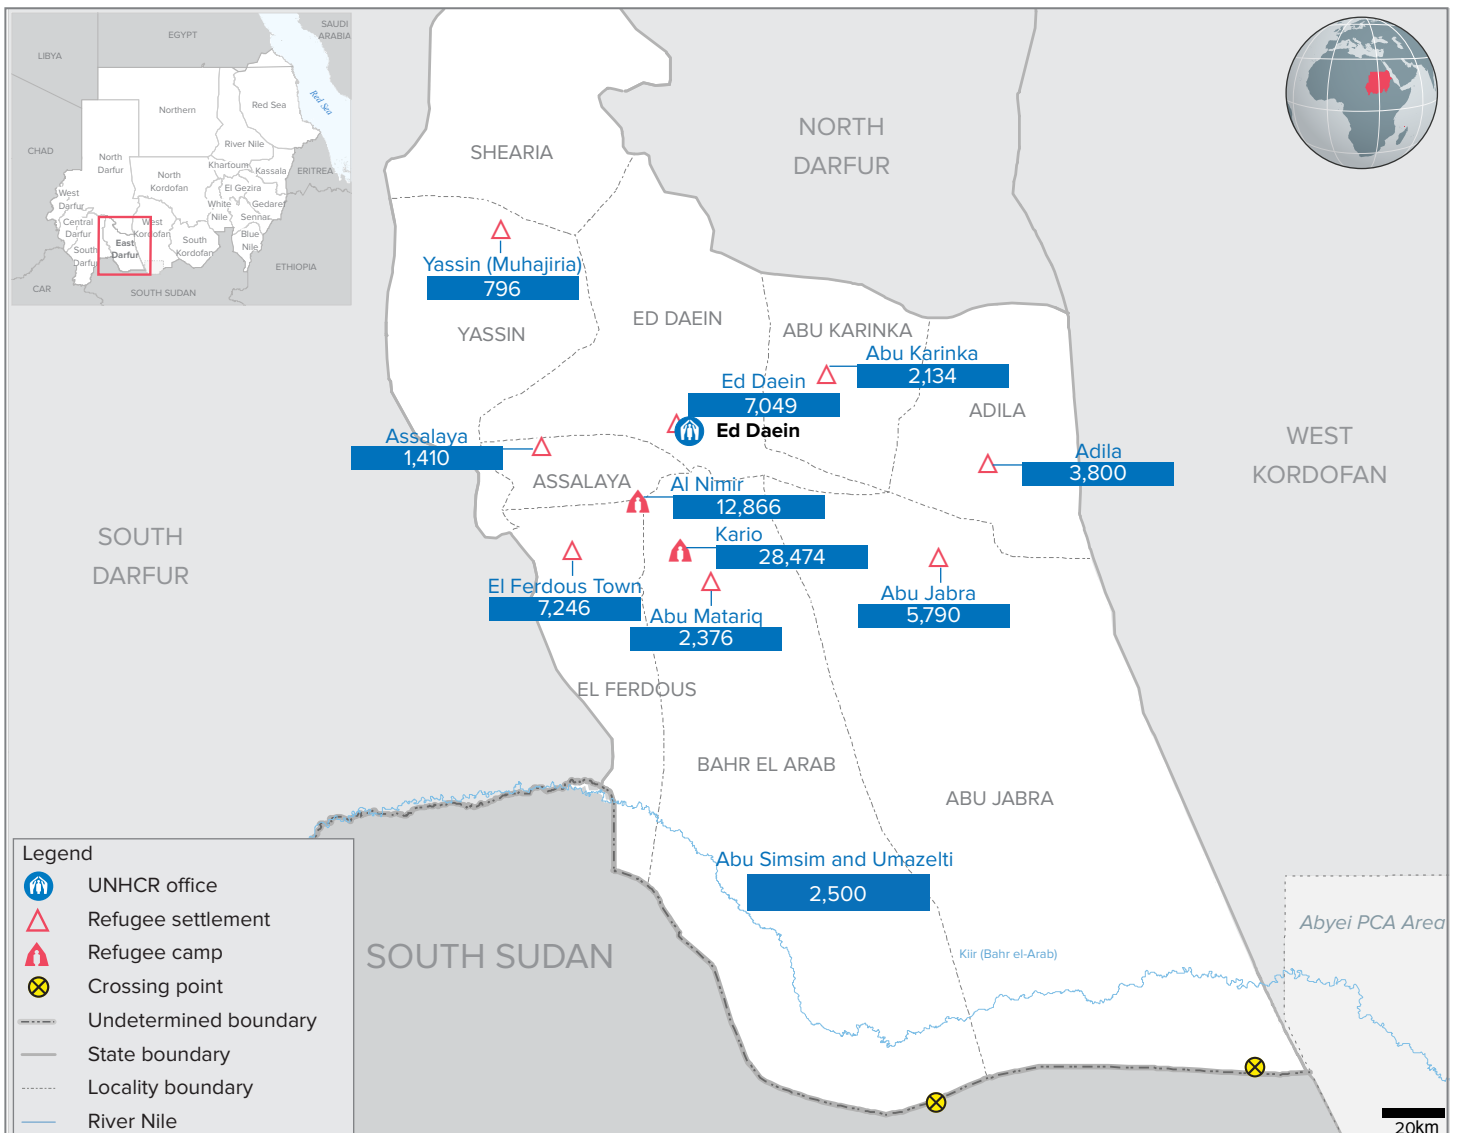 EGYPT
SAUDI
ARABIA
LIBYA
Red Sea
Northern
Red Sea
River Nile
CHAD
North
Darfur
Khartoum
Kassala
ERITREA
North
Kordofan
El Gezira
West
Darfur
White
Nile
Gedaref
Sennar
Central
Darfur
West
Kordofan
East
Darfur
South
Kordofan
Blue
Nile
South
Darfur
ETHIOPIA
CAR
SOUTH SUDAN
NORTH
DARFUR
SHEARIA
Yassin (Muhajiria)
796
YASSIN
ED DAEIN
ABU KARINKA
Abu Karinka
2,134
Ed Daein
7,049
Ed Daein
ADILA
Assalaya
1,410
Adila
3,800
WEST
KORDOFAN
ASSALAYA
Al Nimir
12,866
Kario
28,474
SOUTH
DARFUR
El Ferdous Town
7,246
Abu Matariq
2,376
Abu Jabra
5,790
EL FERDOUS
BAHR EL ARAB
ABU JABRA
Abu Simsim and Umazelti
2,500
SOUTH SUDAN
Kiir (Bahr el-Arab)
Abyei PCA Area
Legend
UNHCR office
Refugee settlement
Refugee camp
Crossing point
Undetermined boundary
State boundary
Locality boundary
River Nile
20km